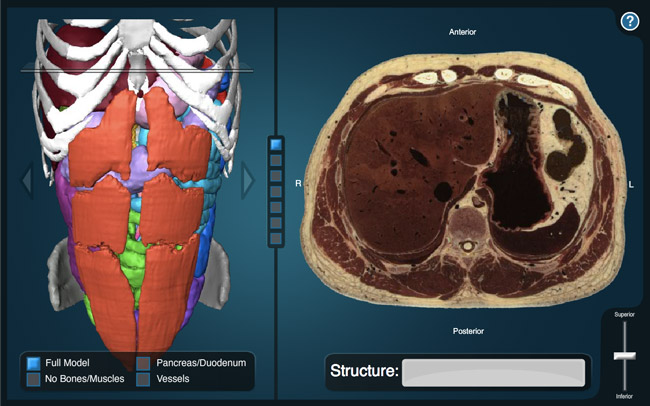 ?
Anterior
R
L
Posterior
Superior
Inferior
Full Model
Pancreas/Duodenum
No Bones/Muscles
Vessels
Structure: